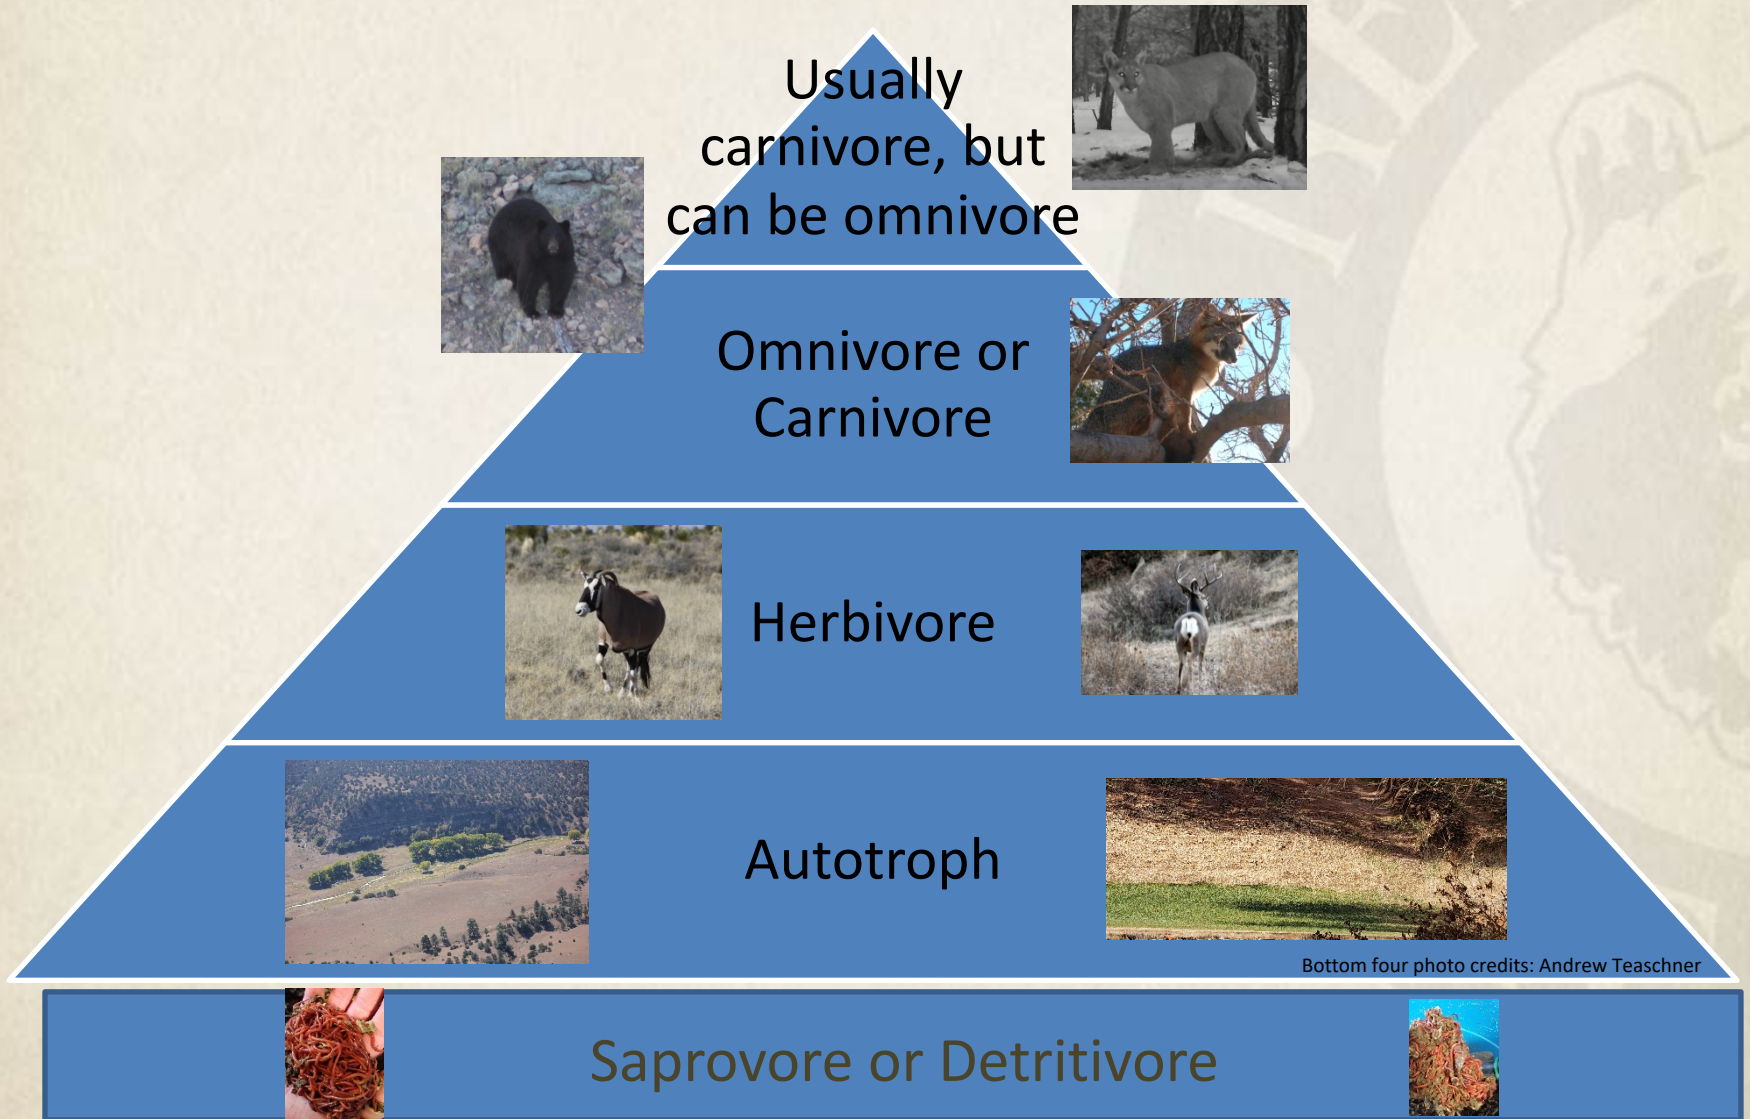 Usually
carnivore, but
can be omnivore
Omnivore or
Carnivore
Herbivore
Autotroph
Bottom four photo credits: Andrew Teaschner
Saprovore or Detritivore